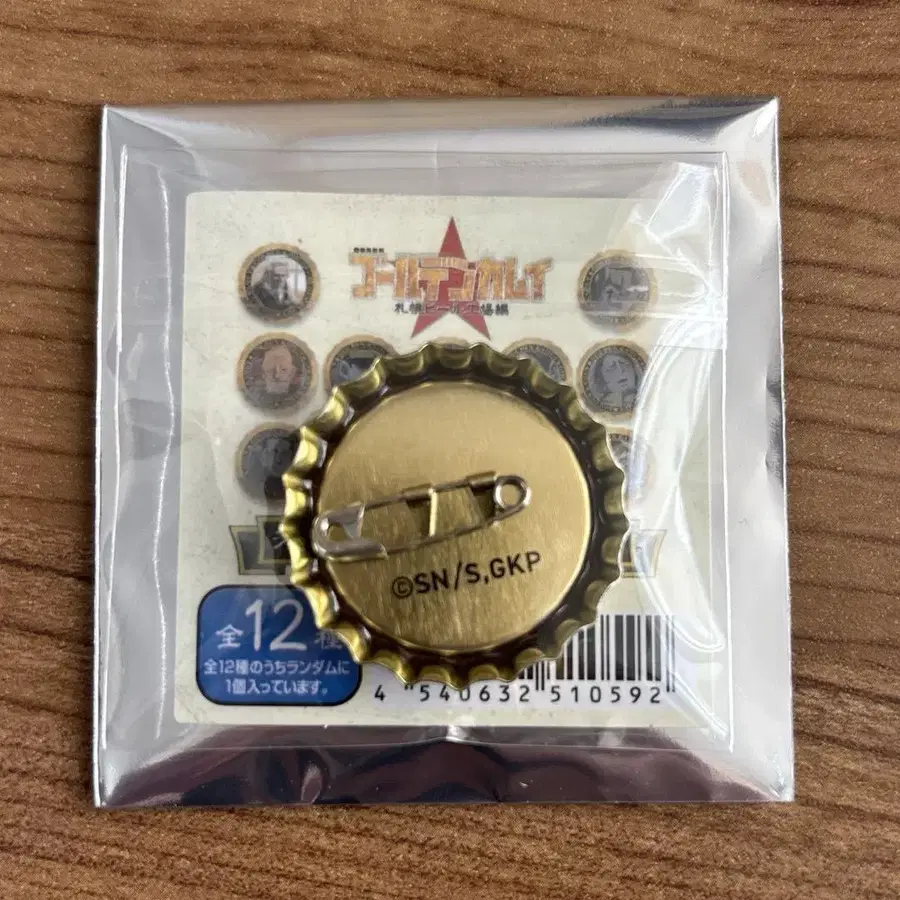 ゴールデンカムイ
札幌ビール工場編
©SN/S,GKP
全12種
全12種のうちランダムに
1個入っています。
4 540632 510592